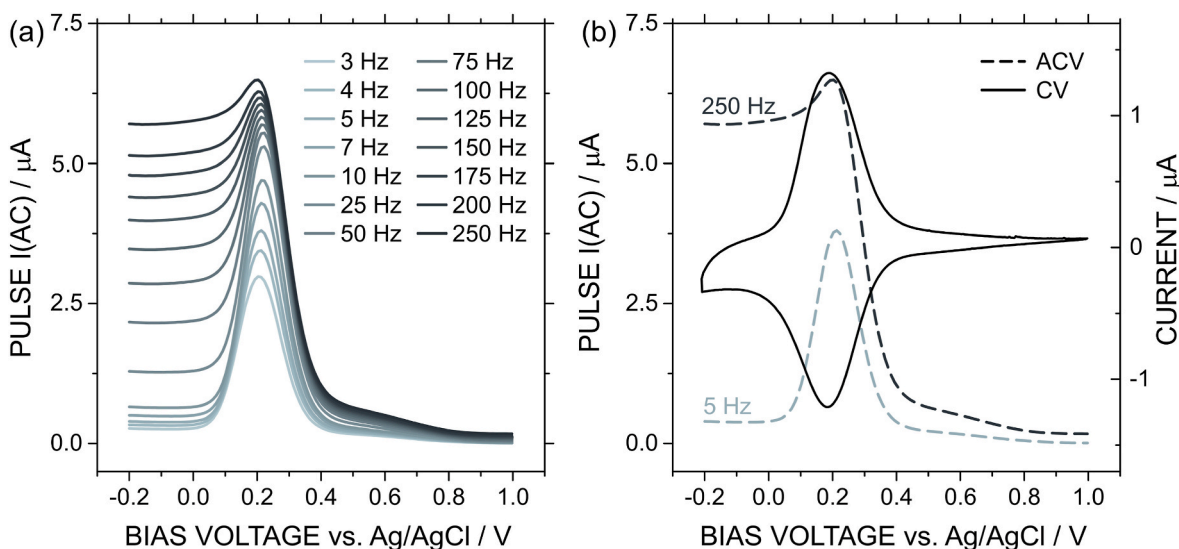 (a)
7.5
5.0
2.5
0.0
PULSE I(AC) / μA
3 Hz
4 Hz
5 Hz
7 Hz
10 Hz
25 Hz
50 Hz
75 Hz
100 Hz
125 Hz
150 Hz
175 Hz
200 Hz
250 Hz
-0.2 0.0 0.2 0.4 0.6 0.8 1.0
BIAS VOLTAGE vs. Ag/AgCl / V
(b)
7.5
5.0
2.5
0.0
PULSE I(AC) / μA
ACV
CV
250 Hz
5 Hz
1
0
-1
CURRENT / μA
-0.2 0.0 0.2 0.4 0.6 0.8 1.0
BIAS VOLTAGE vs. Ag/AgCl / V